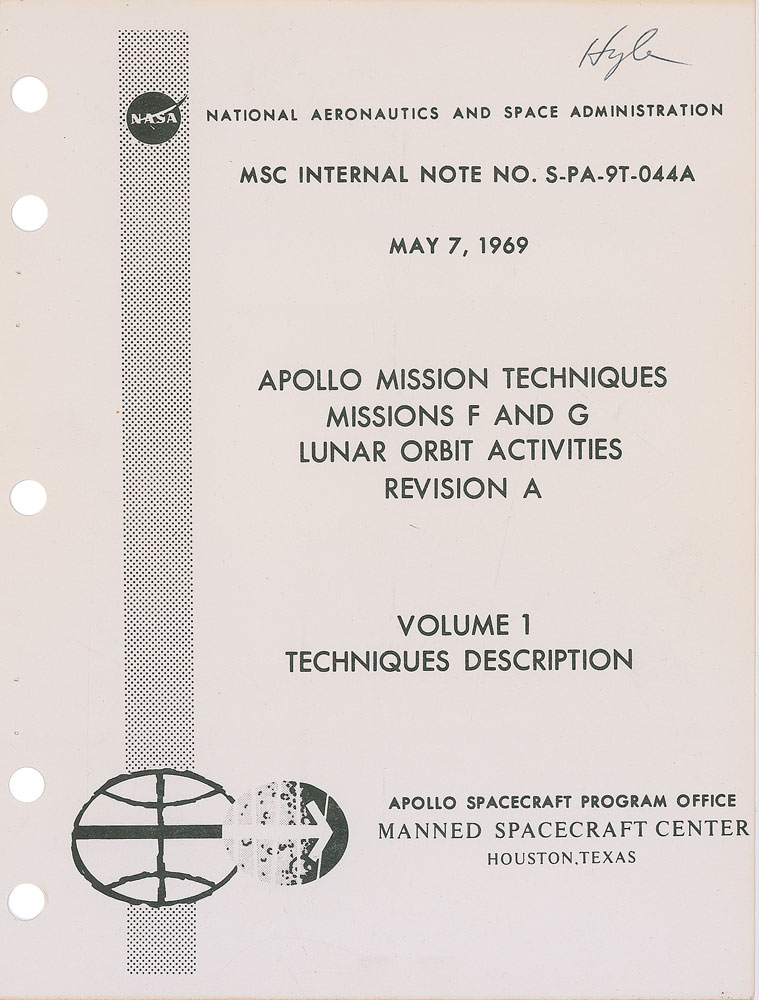 Hyle
NASA
NATIONAL AERONAUTICS AND SPACE ADMINISTRATION
MSC INTERNAL NOTE NO. S-PA-9T-044A
MAY 7, 1969
APOLLO MISSION TECHNIQUES
MISSIONS F AND G
LUNAR ORBIT ACTIVITIES
REVISION A
VOLUME 1
TECHNIQUES DESCRIPTION
APOLLO SPACECRAFT PROGRAM OFFICE
MANNED SPACECRAFT CENTER
HOUSTON,TEXAS